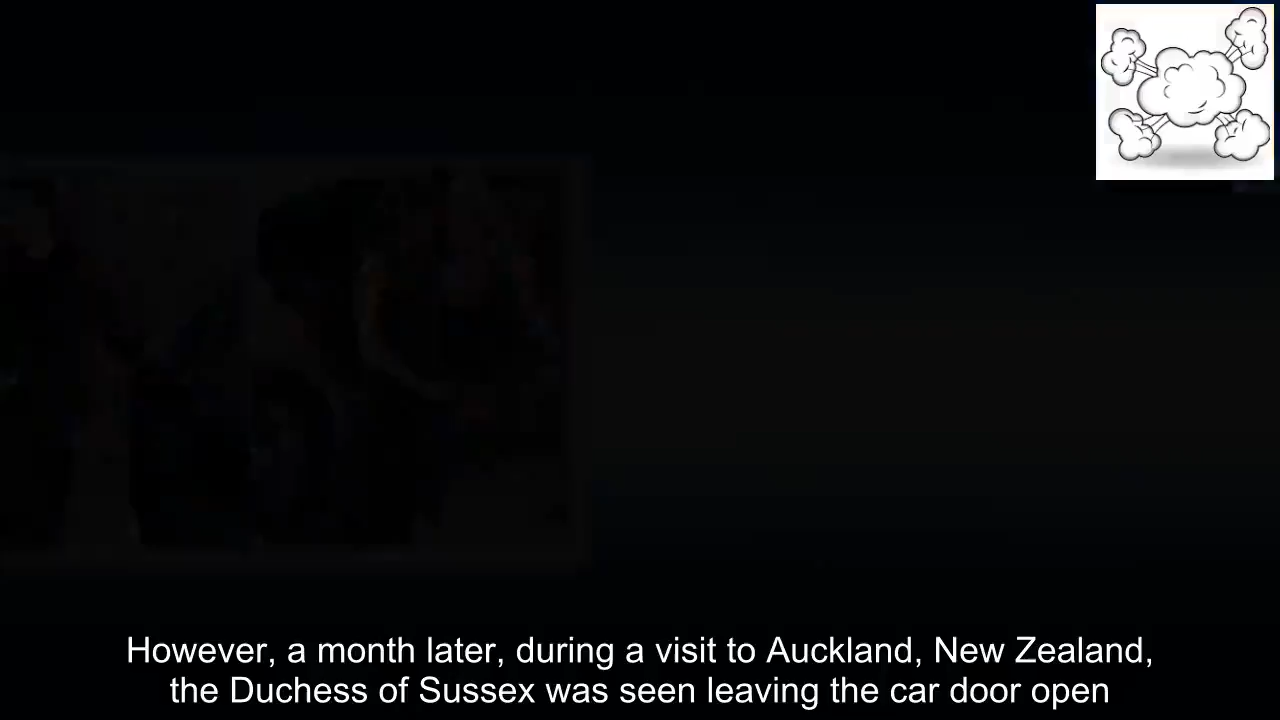 However, a month later, during a visit to Auckland, New Zealand,
the Duchess of Sussex was seen leaving the car door open